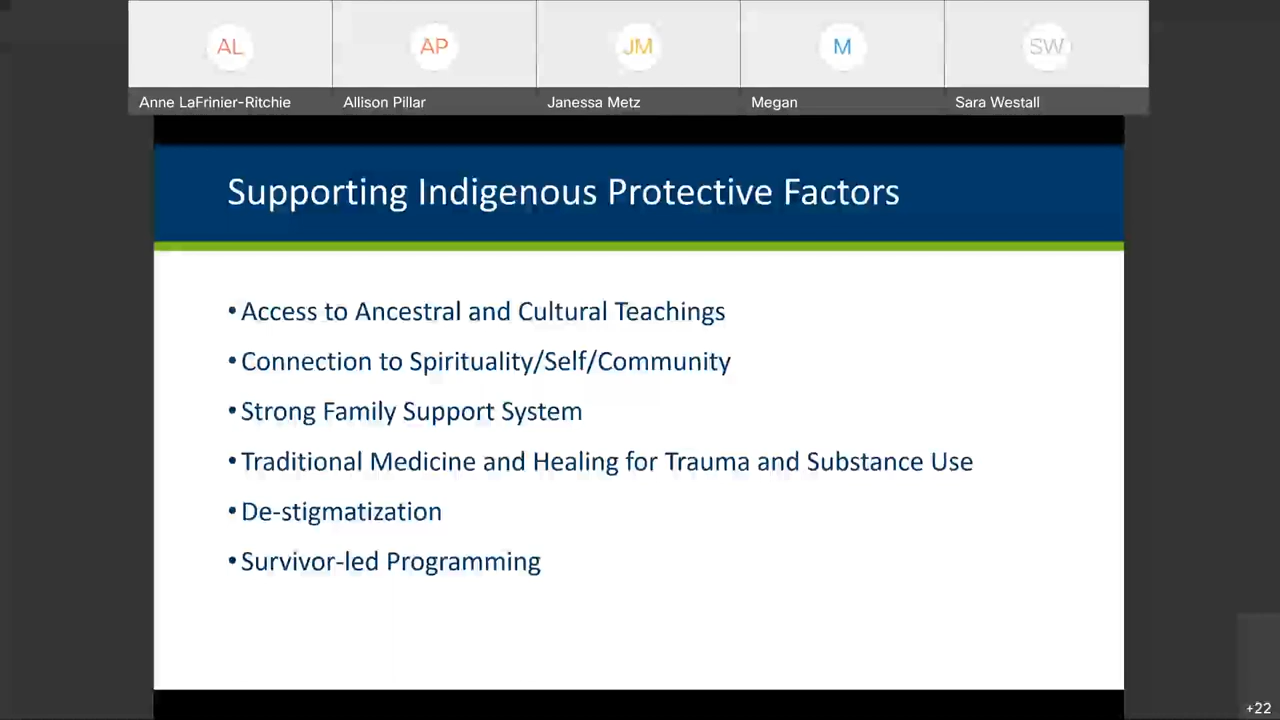 AL
AP
JM
M
SW
Anne LaFrinier-Ritchie
Allison Pillar
Janessa Metz
Megan
Sara Westall
Supporting Indigenous Protective Factors
•Access to Ancestral and Cultural Teachings
•Connection to Spirituality/Self/Community
•Strong Family Support System
•Traditional Medicine and Healing for Trauma and Substance Use
•De-stigmatization
•Survivor-led Programming
+22